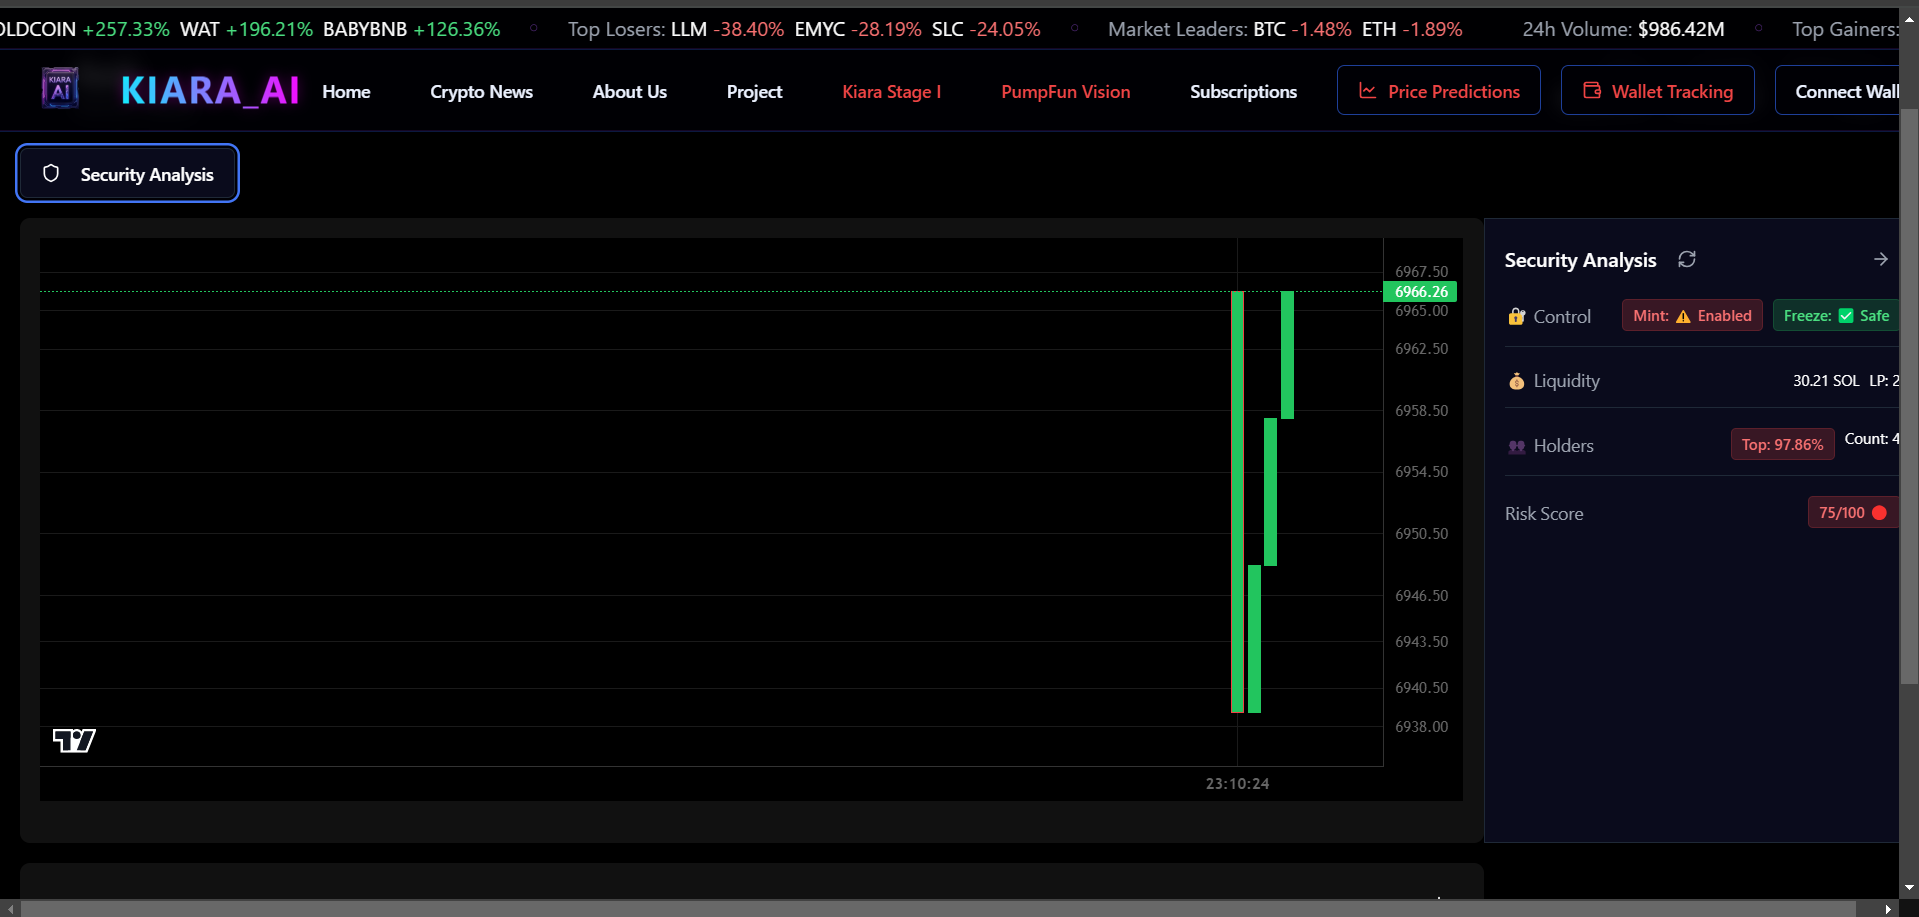 OLDCOIN +257.33% WAT +196.21% BABYBNB +126.36% Top Losers: LLM -38.40% EMYC -28.19% SLC -24.05% Market Leaders: BTC -1.48% ETH -1.89% 24h Volume: $986.42M Top Gainers:
KIARA AI
KIARA_AI Home Crypto News About Us Project Kiara Stage I PumpFun Vision Subscriptions Price Predictions Wallet Tracking Connect Wall
Security Analysis
6967.50
6966.26
6965.00
6962.50
6958.50
6954.50
6950.50
6946.50
6943.50
6940.50
6938.00
23:10:24
Security Analysis
Control Mint: Enabled Freeze: Safe
Liquidity 30.21 SOL LP: 2
Holders Top: 97.86% Count: 4
Risk Score 75/100